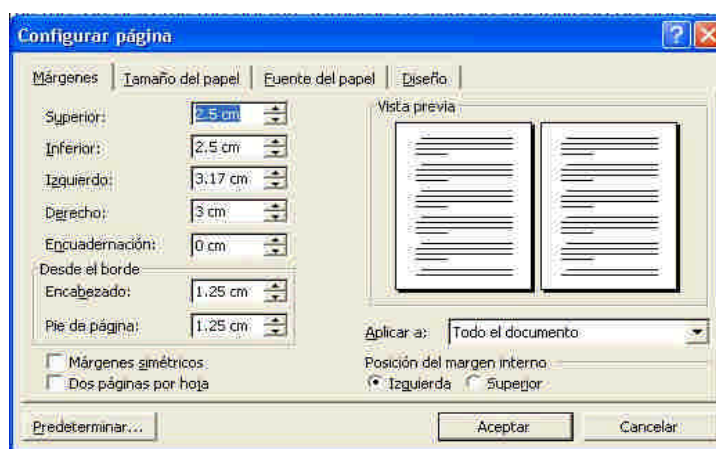 Configurar página
Márgenes
Tamaño del papel
Fuente del papel
Diseño
Superior: 2.5 cm
Inferior: 2.5 cm
Izquierdo: 3.17 cm
Derecho: 3 cm
Encuadernación: 0 cm
Desde el borde
Encabezado: 1.25 cm
Pie de página: 1.25 cm
Márgenes simétricos
Dos páginas por hoja
Vista previa
Aplicar a: Todo el documento
Posición del margen interno
Izquierda Superior
Predeterminar...
Aceptar
Cancelar